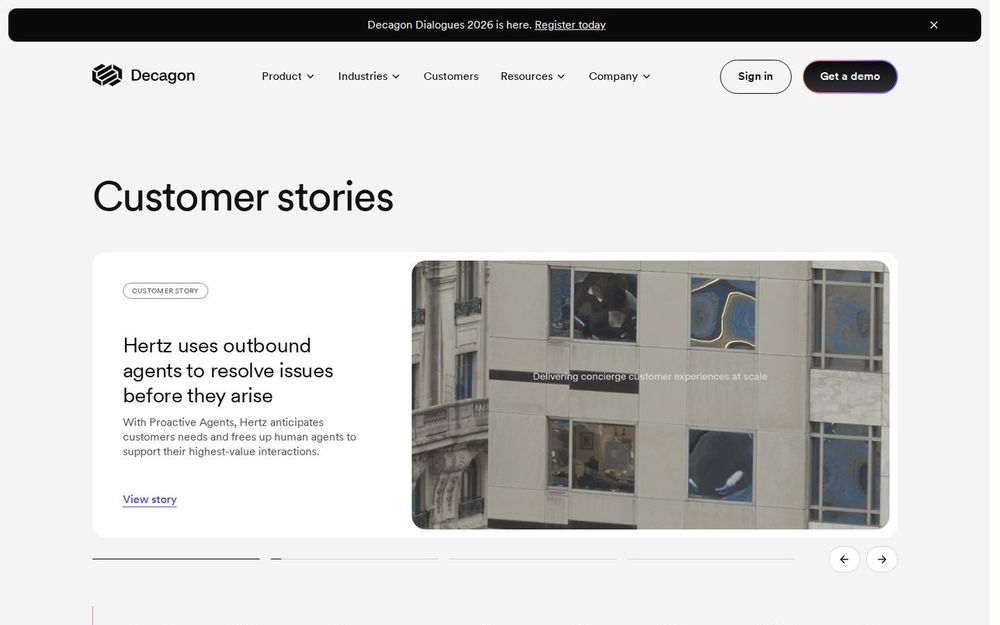 Decagon Dialogues 2026 is here. Register today
Decagon
Product
Industries
Customers
Resources
Company
Sign in
Get a demo
Customer stories
CUSTOMER STORY
Hertz uses outbound
agents to resolve issues
before they arise
With Proactive Agents, Hertz anticipates
customers needs and frees up human agents to
support their highest-value interactions.
View story
Delivering concierge customer experiences at scale